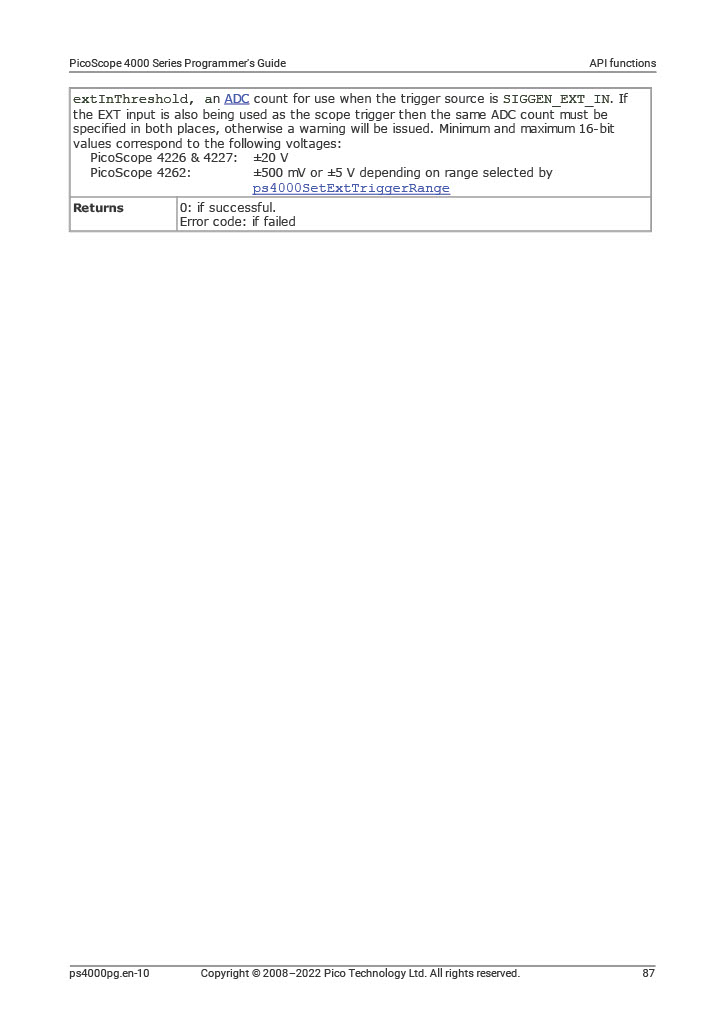 PicoScope 4000 Series Programmer's Guide API functions
extInThreshold, an ADC count for use when the trigger source is SIGGEN_EXT_IN. If
the EXT input is also being used as the scope trigger then the same ADC count must be
specified in both places, otherwise a warning will be issued. Minimum and maximum 16-bit
values correspond to the following voltages:
PicoScope 4226 & 4227: ±20 V
PicoScope 4262: ±500 mV or ±5 V depending on range selected by
ps4000SetExtTriggerRange
Returns 0: if successful.
Error code: if failed
ps4000pg.en-10 Copyright © 2008–2022 Pico Technology Ltd. All rights reserved. 87